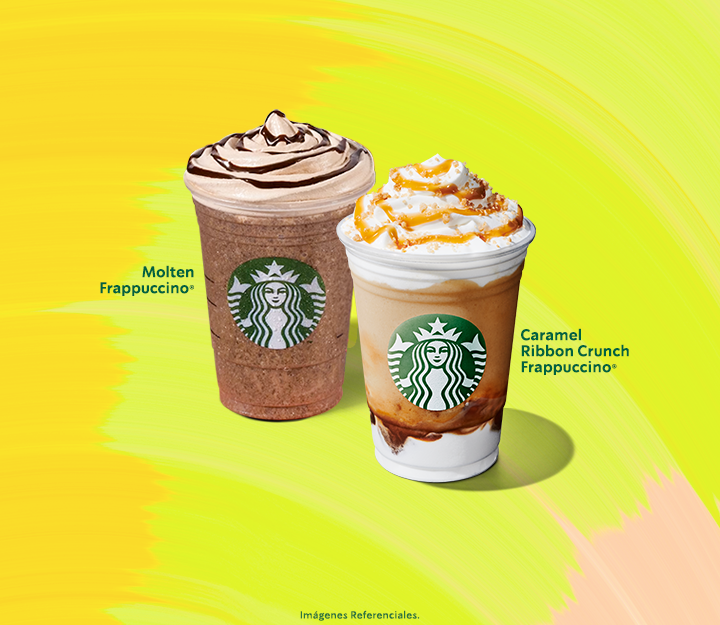 Molten
Frappuccino®
Caramel
Ribbon Crunch
Frappuccino®
Imágenes Referenciales.